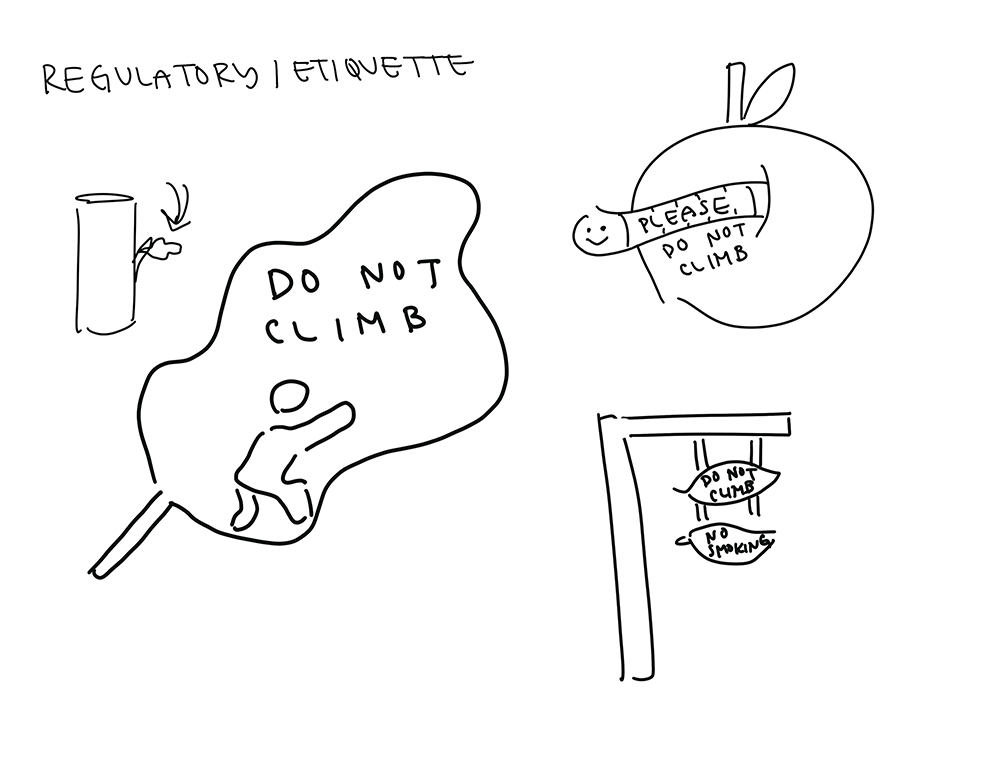 REGULATORY / ETIQUETTE
DO NOT
CLIMB
PLEASE
DO NOT
CLIMB
DO NOT
CLIMB
NO
SMOKING